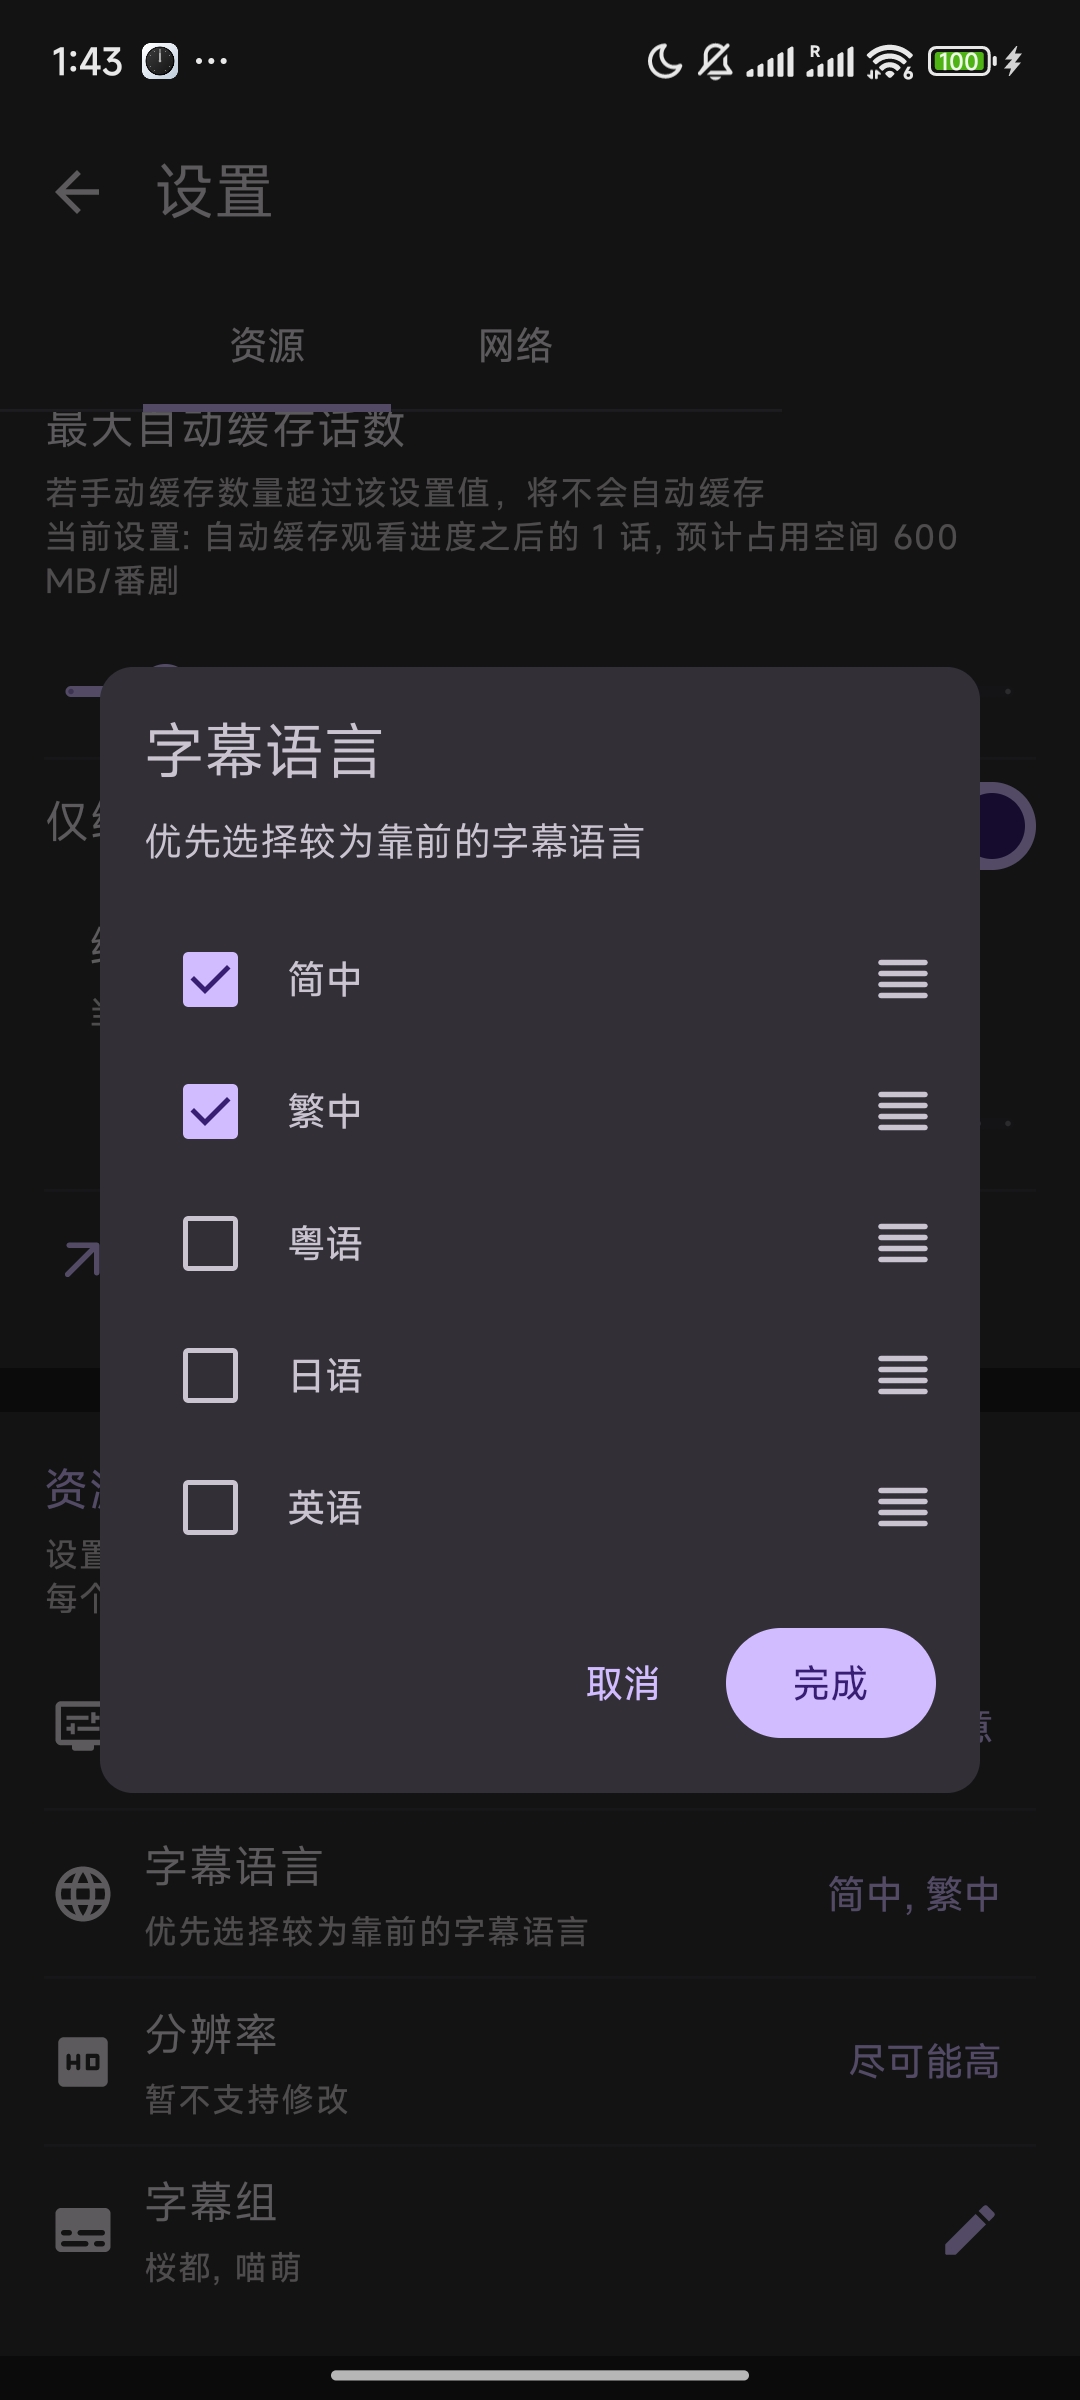 1:43
R
6
100
设置
资源
网络
最大自动缓存话数
若手动缓存数量超过该设置值，将不会自动缓存
当前设置: 自动缓存观看进度之后的 1 话, 预计占用空间 600
MB/番剧
仅
字幕语言
优先选择较为靠前的字幕语言
简中
繁中
粤语
日语
英语
取消
完成
资
设置
每个
字幕语言
简中, 繁中
优先选择较为靠前的字幕语言
HD
分辨率
尽可能高
暂不支持修改
字幕组
桜都, 喵萌